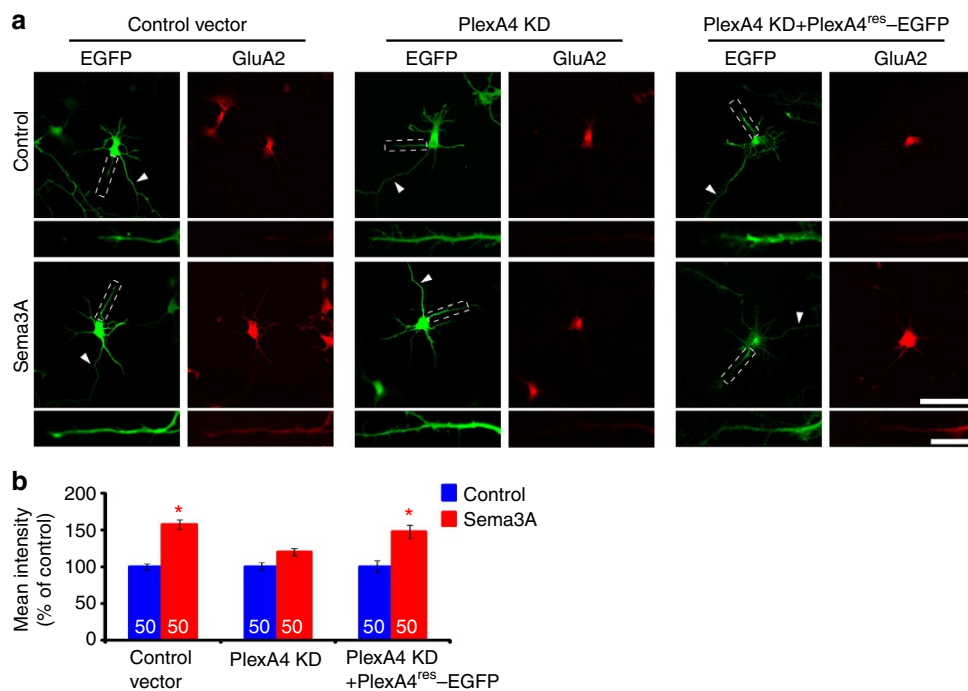 a
Control vector
PlexA4 KD
PlexA4 KD+PlexA4res–EGFP
EGFP
GluA2
EGFP
GluA2
EGFP
GluA2
Control
Sema3A
b
Mean intensity
(% of control)
200
150
100
50
0
*
*
Control
Sema3A
50
50
50
50
50
50
Control
vector
PlexA4 KD
PlexA4 KD
+PlexA4res–EGFP